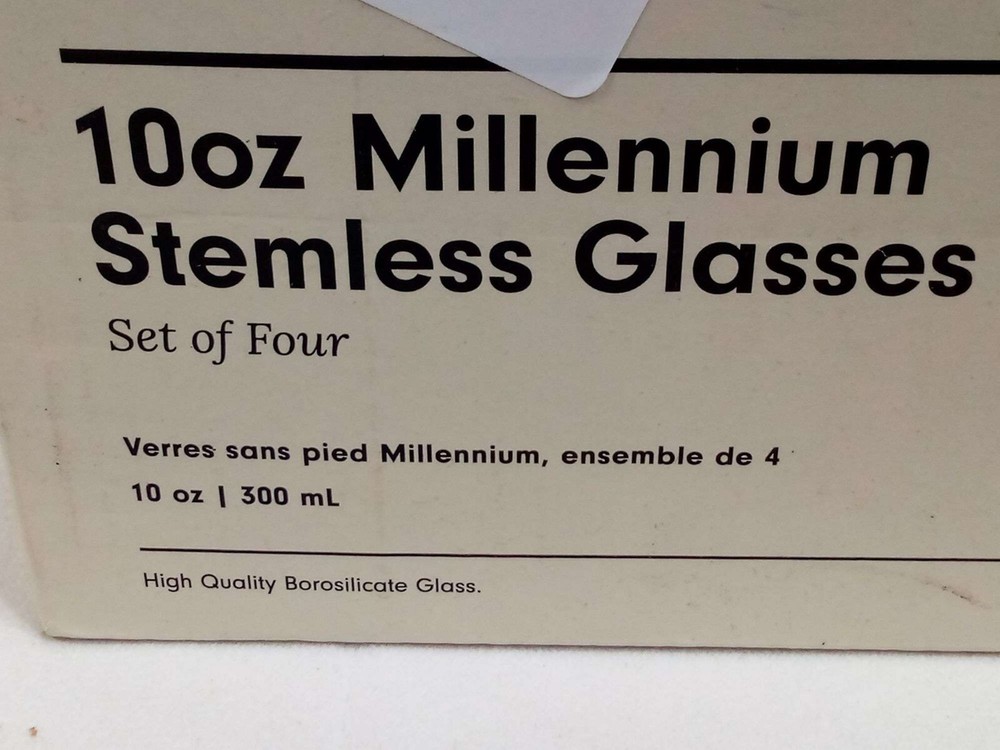 10oz Millennium
Stemless Glasses
Set of Four
Verres sans pied Millennium, ensemble de 4
10 oz | 300 mL
High Quality Borosilicate Glass.